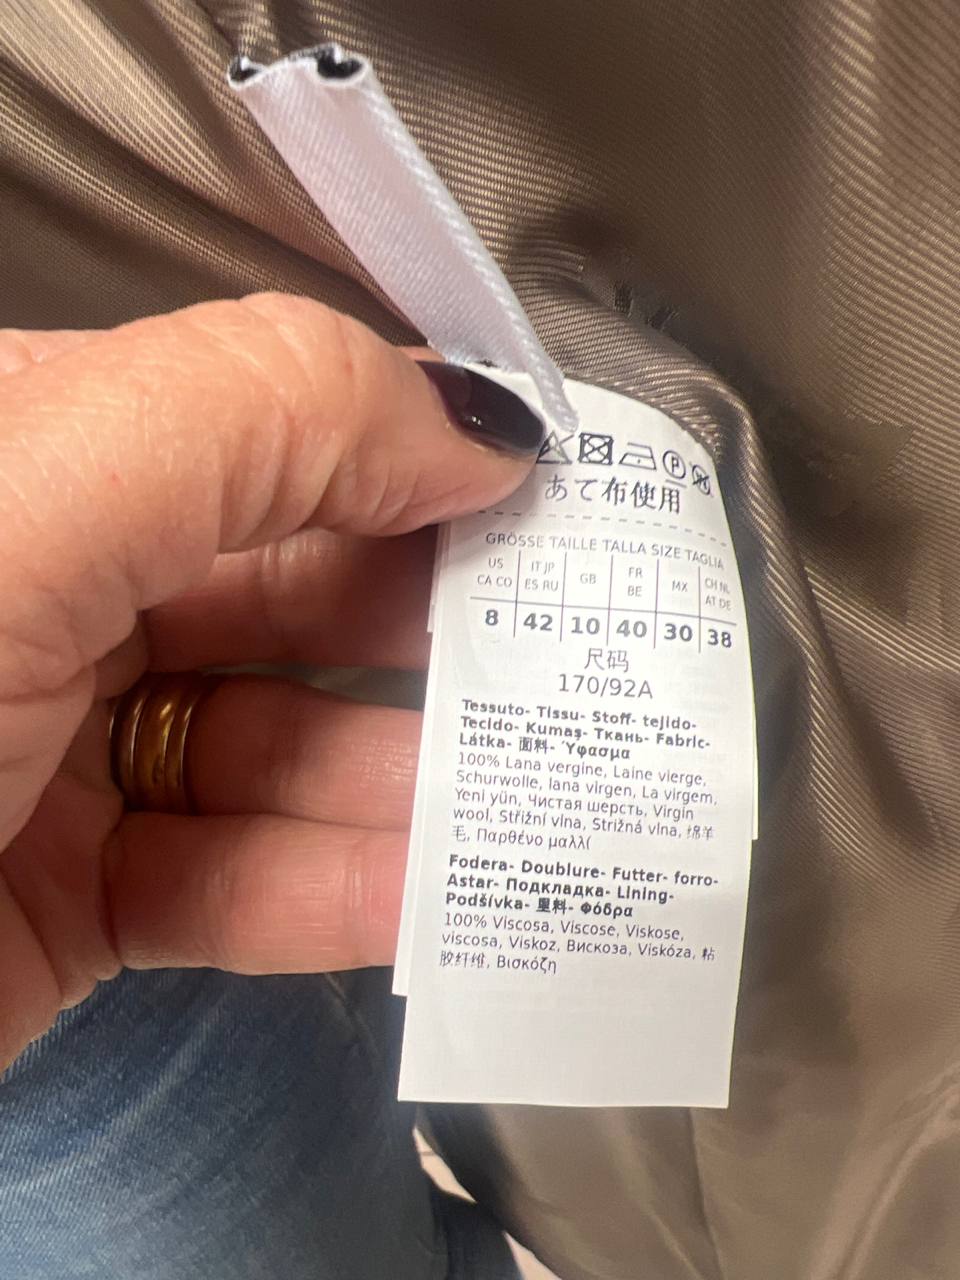 あて布使用
GRÖSSE TAILLE TALLA SIZE TAGLIA
US CA CO | IT JP ES RU | GB | FR BE | MX | CH NL AT DE
8 | 42 | 10 | 40 | 30 | 38
尺码
170/92A
Tessuto- Tissu- Stoff- tejido-
Tecido- Kumaş- Ткань- Fabric-
Látka- 面料- Ύφασμα
100% Lana vergine, Laine vierge,
Schurwolle, lana virgen, La virgem,
Yeni yün, Чистая шерсть, Virgin
wool, Střižní vlna, Strižná vlna, 绵羊
毛, Παρθένο μαλλί
Fodera- Doublure- Futter- forro-
Astar- Подкладка- Lining-
Podšívka- 里料- Φόδρα
100% Viscosa, Viscose, Viskose,
viscosa, Viskoz, Вискоза, Viskóza, 粘
胶纤维, Βισκόζη